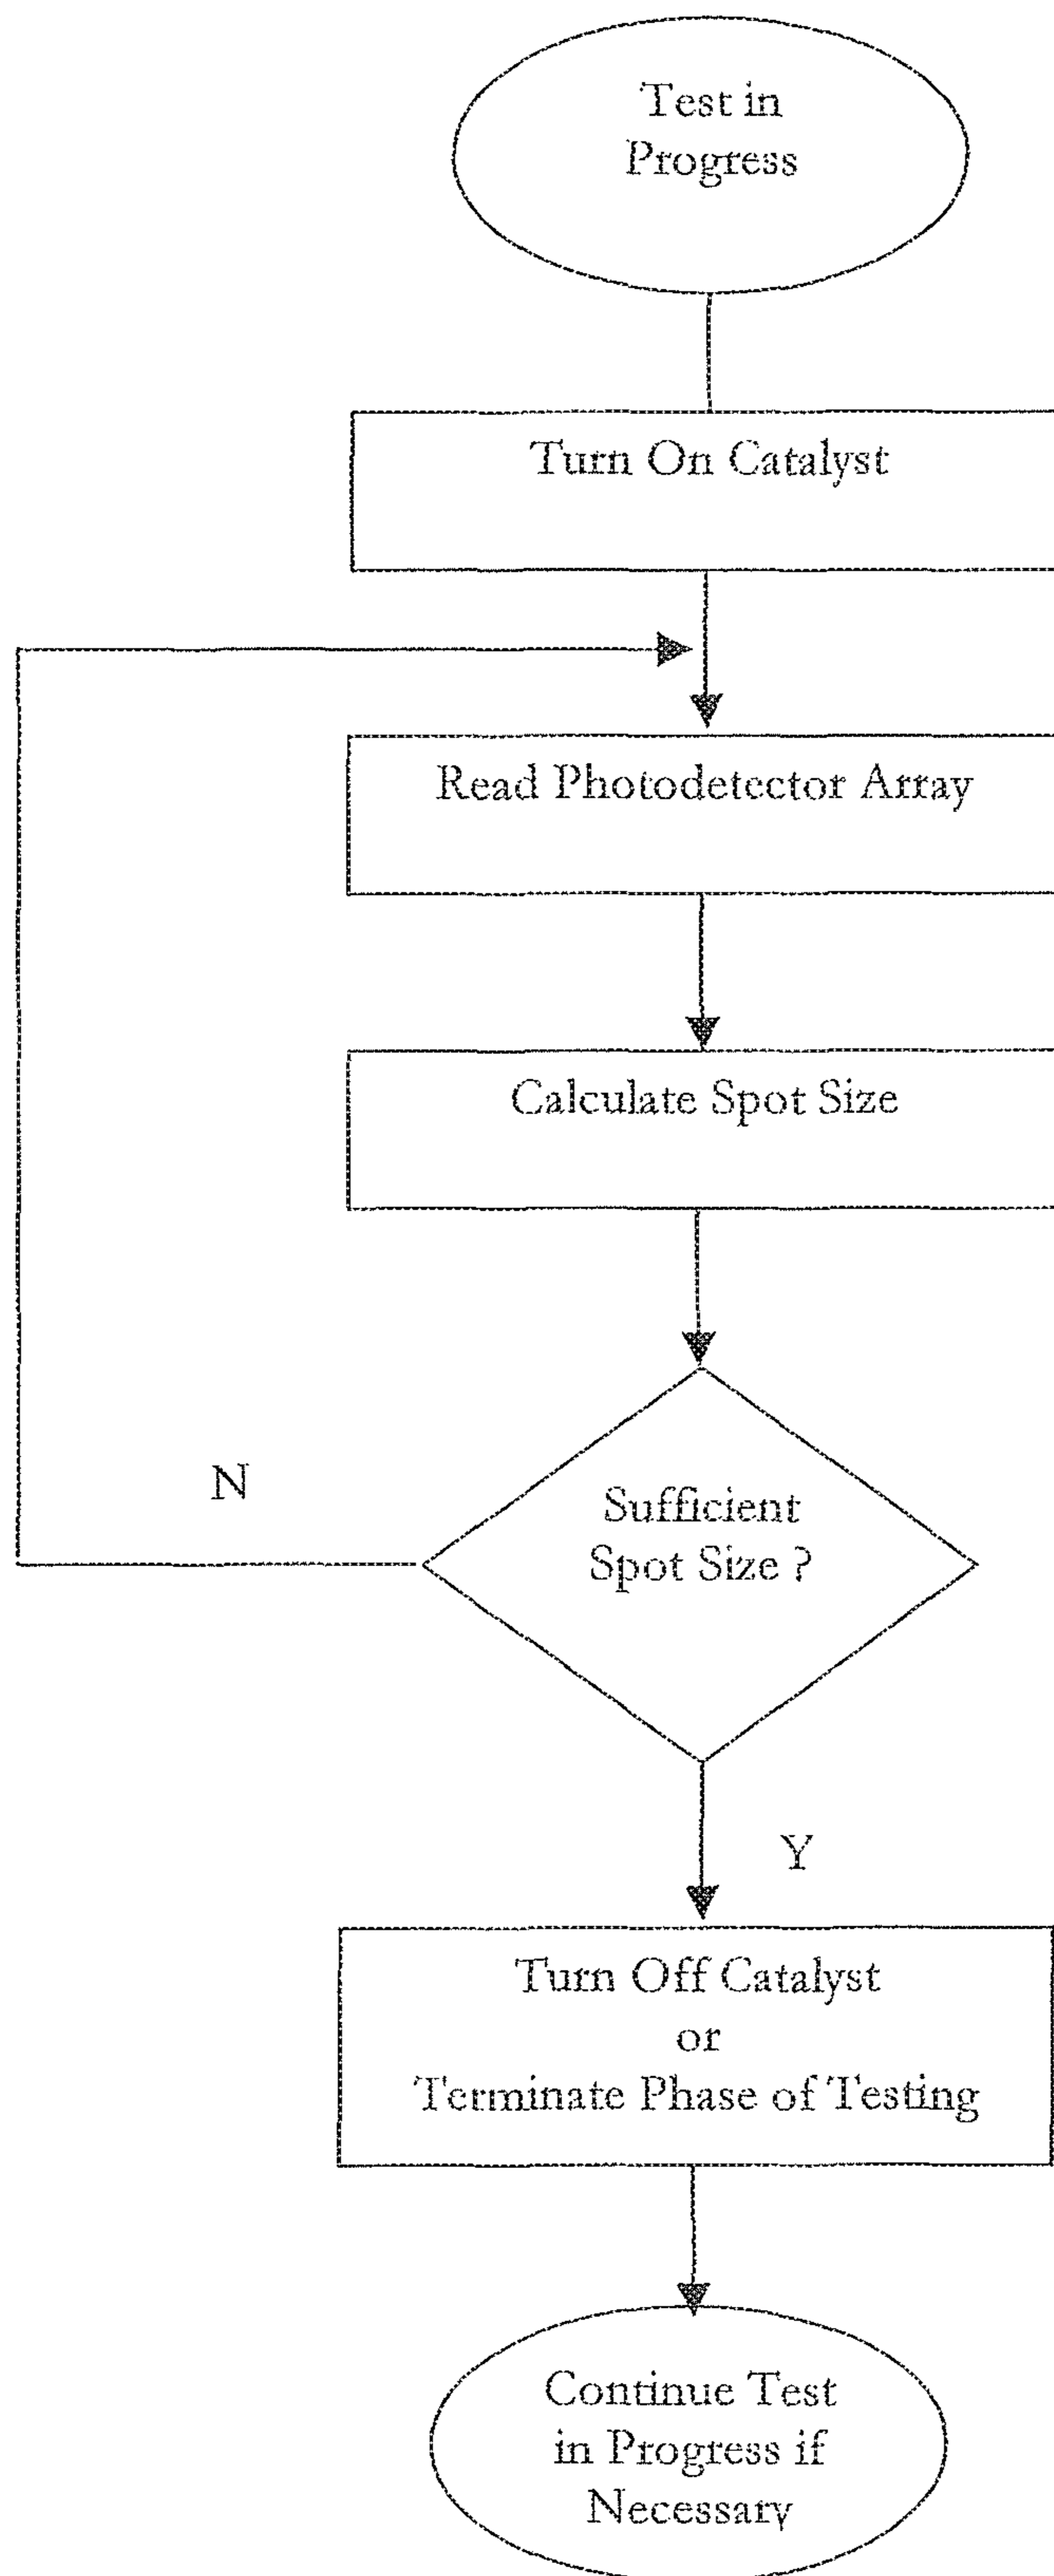 Test in
Progress
Turn On Catalyst
Read Photodetector Array
Calculate Spot Size
N
Sufficient
Spot Size ?
Y
Turn Off Catalyst
or
Terminate Phase of Testing
Continue Test
in Progress if
Necessary